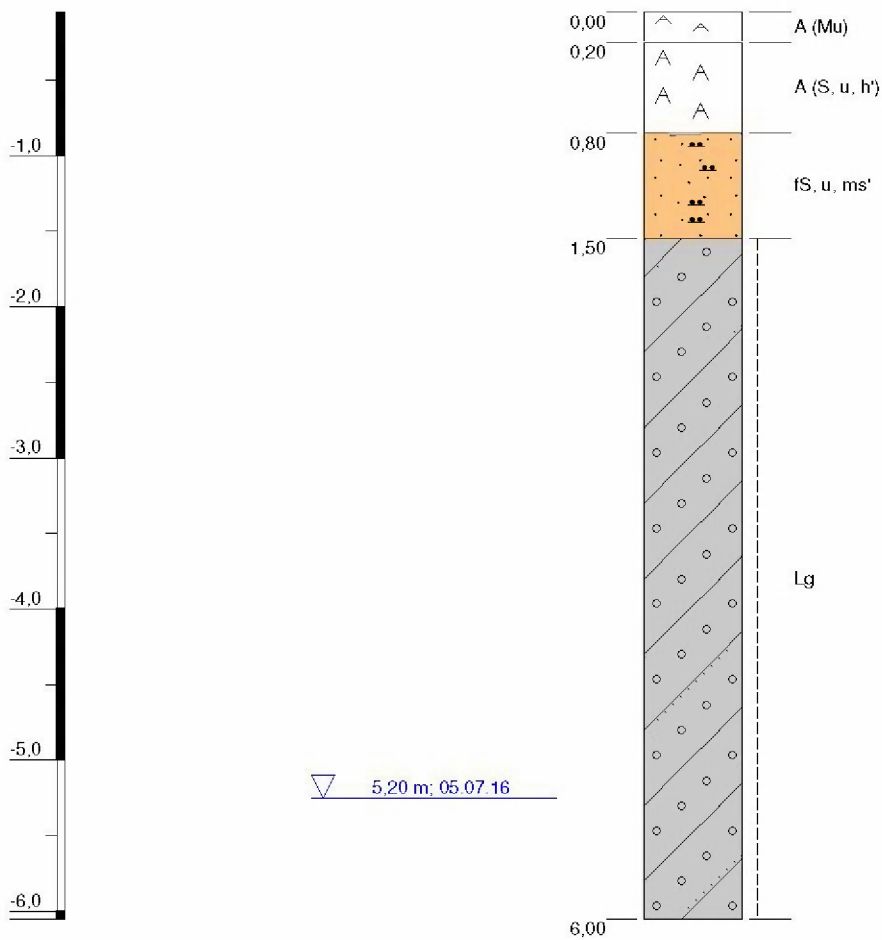 0,00
A (Mu)
0,20
A (S, u, h')
0,80
-1,0
fS, u, ms'
1,50
-2,0
-3,0
Lg
-4,0
-5,0
5,20 m; 05.07.16
-6,0
6,00